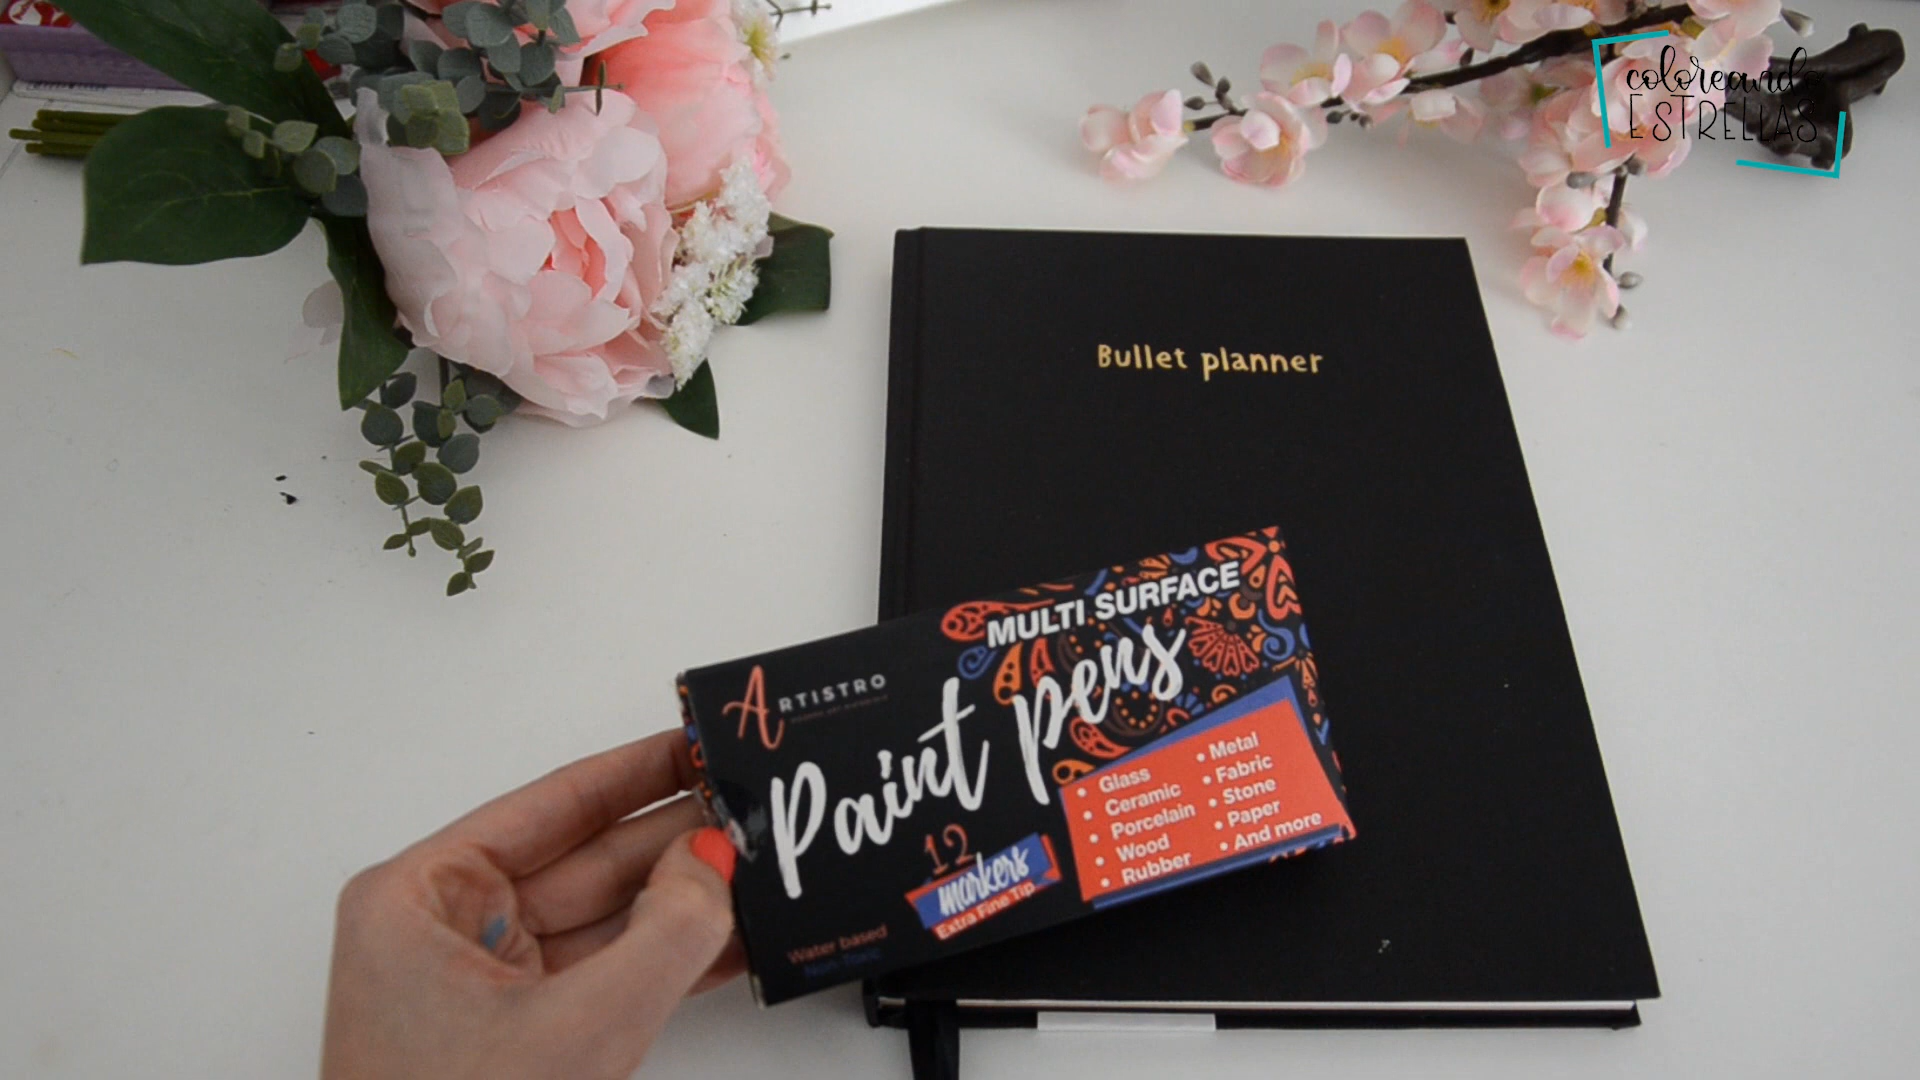 coloreando
ESTRELLAS
Bullet planner
MULTI SURFACE
ARTISTRO
Paint pens
12
markers
Extra Fine Tip
• Glass
• Ceramic
• Porcelain
• Wood
• Rubber
• Metal
• Fabric
• Stone
• Paper
• And more
Water based
Non Toxic